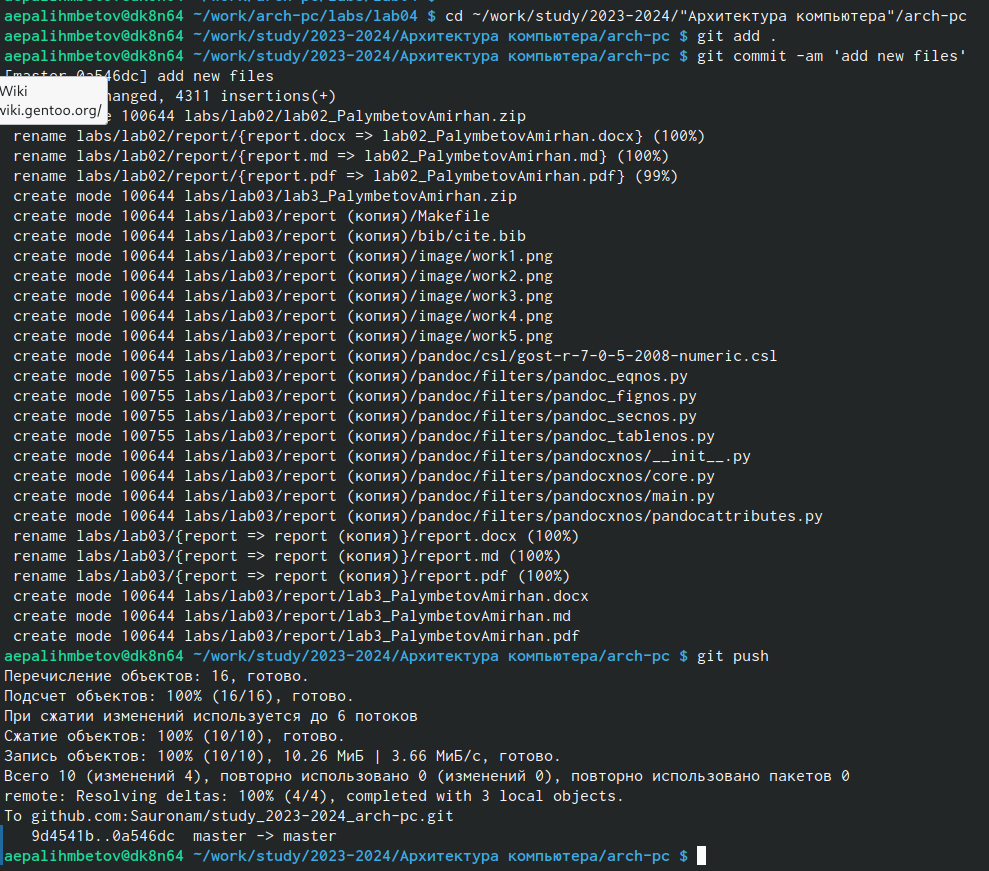 aepalihmbetov@dk8n64 ~/work/arch-pc/labs/lab04 $ cd ~/work/study/2023-2024/"Архитектура компьютера"/arch-pc
aepalihmbetov@dk8n64 ~/work/study/2023-2024/Архитектура компьютера/arch-pc $ git add .
aepalihmbetov@dk8n64 ~/work/study/2023-2024/Архитектура компьютера/arch-pc $ git commit -am 'add new files'
[master 0a546dc] add new files
Wiki
hanged, 4311 insertions(+)
wiki.gentoo.org/
e 100644 labs/lab02/lab02_PalymbetovAmirhan.zip
rename labs/lab02/report/{report.docx => lab02_PalymbetovAmirhan.docx} (100%)
rename labs/lab02/report/{report.md => lab02_PalymbetovAmirhan.md} (100%)
rename labs/lab02/report/{report.pdf => lab02_PalymbetovAmirhan.pdf} (99%)
create mode 100644 labs/lab03/lab3_PalymbetovAmirhan.zip
create mode 100644 labs/lab03/report (копия)/Makefile
create mode 100644 labs/lab03/report (копия)/bib/cite.bib
create mode 100644 labs/lab03/report (копия)/image/work1.png
create mode 100644 labs/lab03/report (копия)/image/work2.png
create mode 100644 labs/lab03/report (копия)/image/work3.png
create mode 100644 labs/lab03/report (копия)/image/work4.png
create mode 100644 labs/lab03/report (копия)/image/work5.png
create mode 100644 labs/lab03/report (копия)/pandoc/csl/gost-r-7-0-5-2008-numeric.csl
create mode 100755 labs/lab03/report (копия)/pandoc/filters/pandoc_eqnos.py
create mode 100755 labs/lab03/report (копия)/pandoc/filters/pandoc_fignos.py
create mode 100755 labs/lab03/report (копия)/pandoc/filters/pandoc_secnos.py
create mode 100755 labs/lab03/report (копия)/pandoc/filters/pandoc_tablenos.py
create mode 100644 labs/lab03/report (копия)/pandoc/filters/pandocxnos/__init__.py
create mode 100644 labs/lab03/report (копия)/pandoc/filters/pandocxnos/core.py
create mode 100644 labs/lab03/report (копия)/pandoc/filters/pandocxnos/main.py
create mode 100644 labs/lab03/report (копия)/pandoc/filters/pandocxnos/pandocattributes.py
rename labs/lab03/{report => report (копия)}/report.docx (100%)
rename labs/lab03/{report => report (копия)}/report.md (100%)
rename labs/lab03/{report => report (копия)}/report.pdf (100%)
create mode 100644 labs/lab03/report/lab3_PalymbetovAmirhan.docx
create mode 100644 labs/lab03/report/lab3_PalymbetovAmirhan.md
create mode 100644 labs/lab03/report/lab3_PalymbetovAmirhan.pdf
aepalihmbetov@dk8n64 ~/work/study/2023-2024/Архитектура компьютера/arch-pc $ git push
Перечисление объектов: 16, готово.
Подсчет объектов: 100% (16/16), готово.
При сжатии изменений используется до 6 потоков
Сжатие объектов: 100% (10/10), готово.
Запись объектов: 100% (10/10), 10.26 МиБ | 3.66 МиБ/с, готово.
Всего 10 (изменений 4), повторно использовано 0 (изменений 0), повторно использовано пакетов 0
remote: Resolving deltas: 100% (4/4), completed with 3 local objects.
To github.com:Sauronam/study_2023-2024_arch-pc.git
9d4541b..0a546dc  master -> master
aepalihmbetov@dk8n64 ~/work/study/2023-2024/Архитектура компьютера/arch-pc $